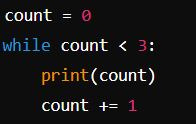 count = 0
while count < 3:
    print(count)
    count += 1